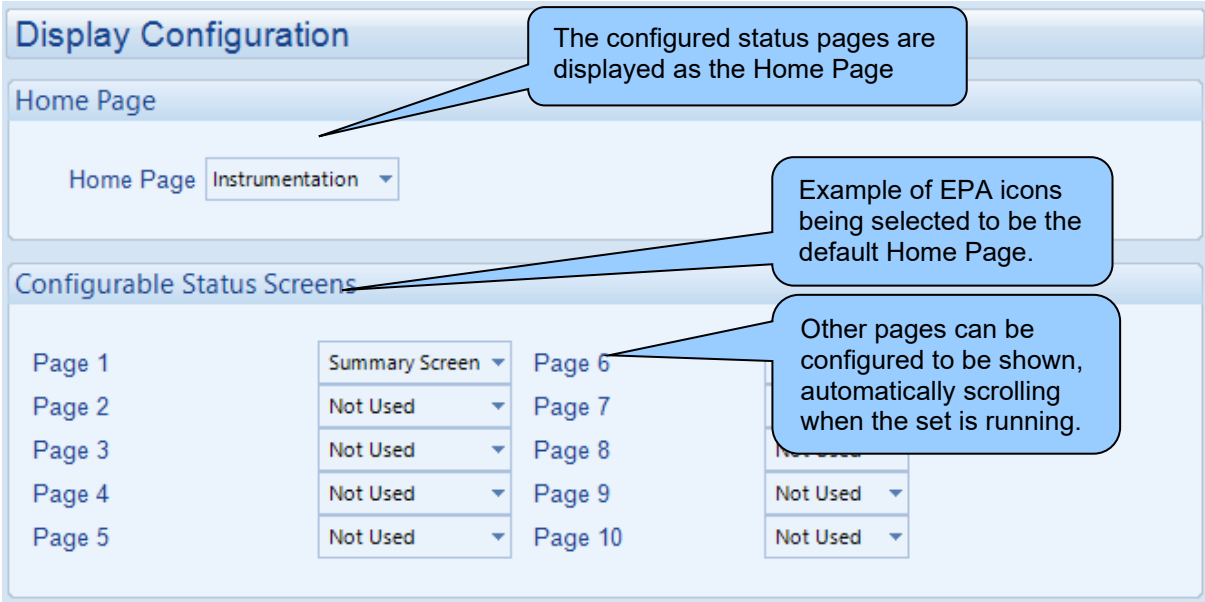 Display Configuration
The configured status pages are
displayed as the Home Page
Home Page
Home Page Instrumentation
Example of EPA icons
being selected to be the
default Home Page.
Configurable Status Screens
Other pages can be
configured to be shown,
automatically scrolling
when the set is running.
Page 1 Summary Screen Page 6
Page 2 Not Used Page 7
Page 3 Not Used Page 8 Not Used
Page 4 Not Used Page 9 Not Used
Page 5 Not Used Page 10 Not Used